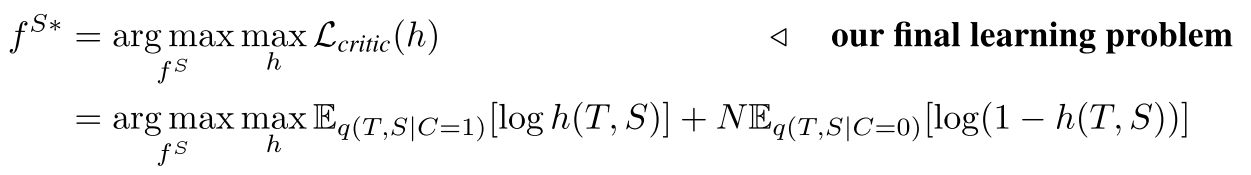 f^{S*} = arg max_{f^S} max_h 𝓛_{critic}(h) ◁ our final learning problem
= arg max_{f^S} max_h 𝔼_{q(T,S|C=1)}[log h(T, S)] + N𝔼_{q(T,S|C=0)}[log(1 − h(T, S))]